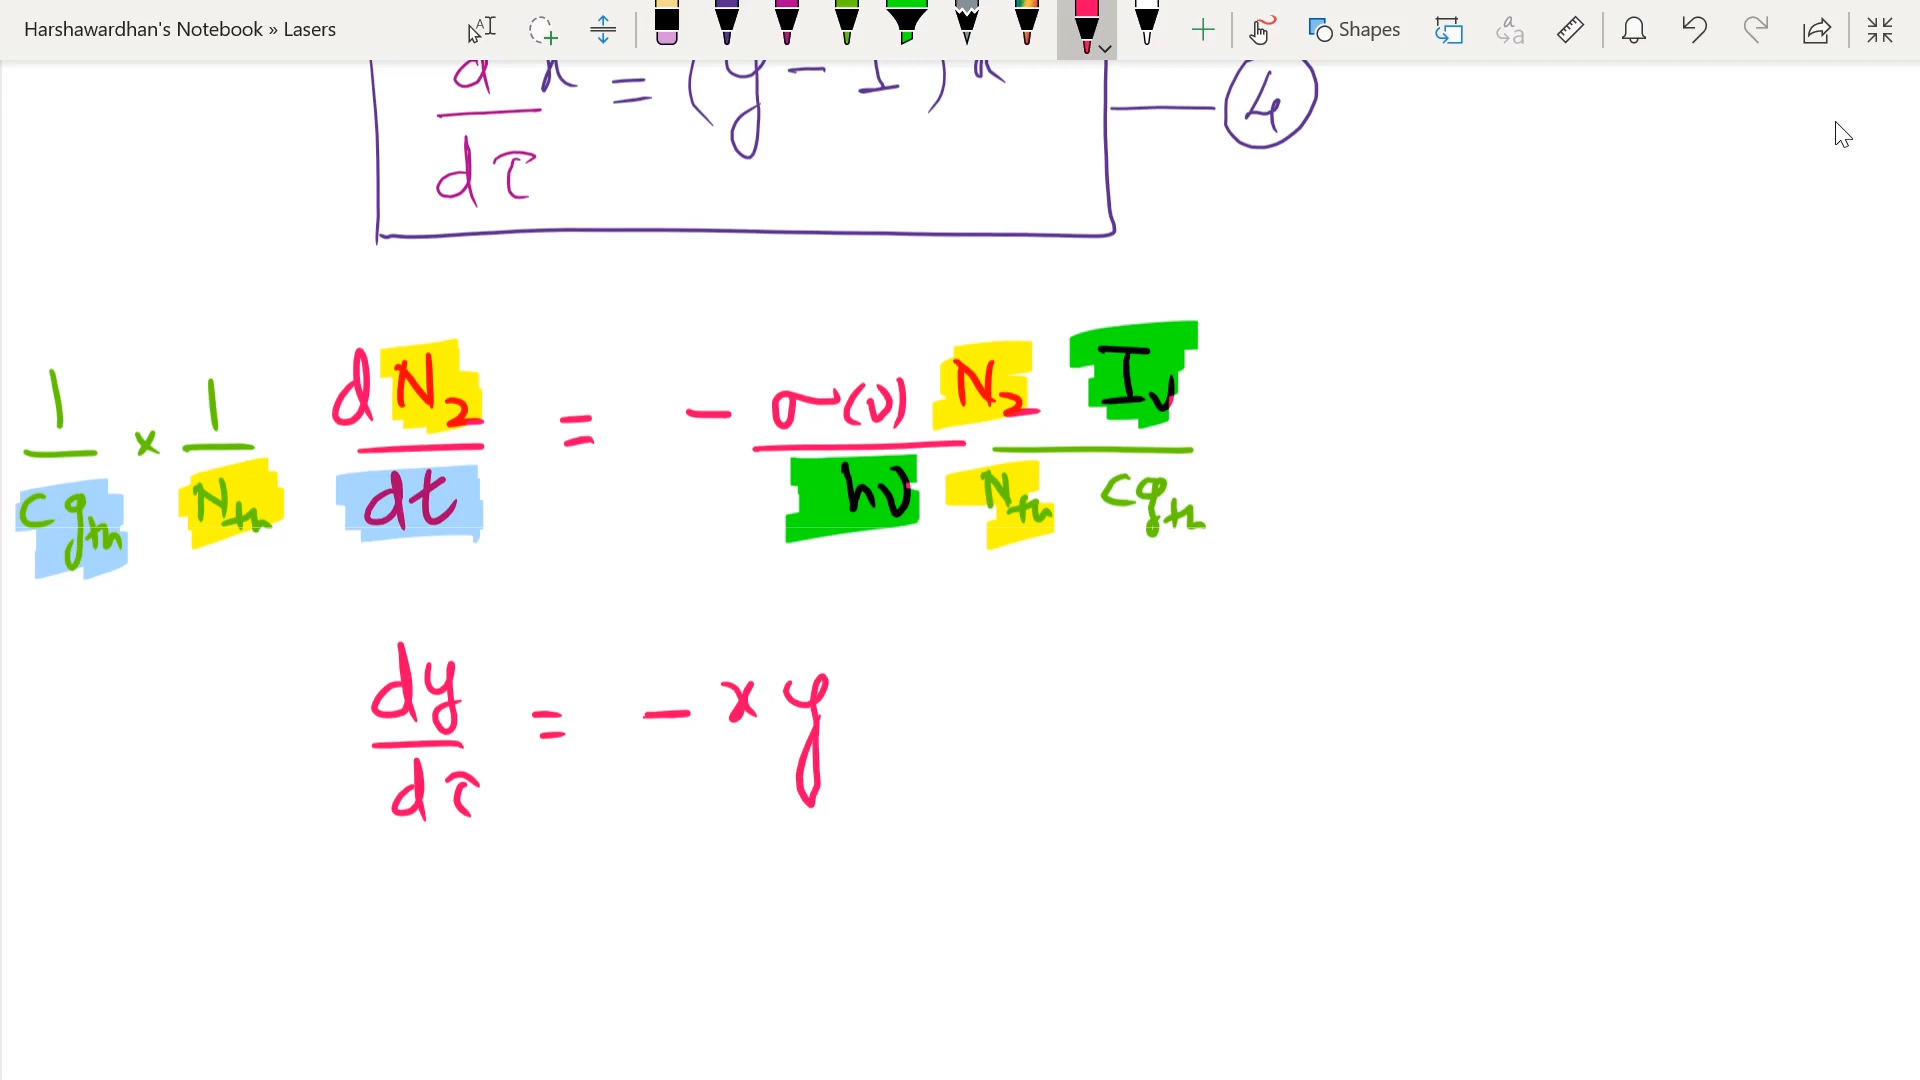 Harshawardhan's Notebook » Lasers
Shapes
d/dτ x = (y - 1) x — 4
1/cg_th × 1/N_th dN₂/dt = - σ(ν)/hν N₂/N_th I_ν/cg_th
dy/dτ = - x y